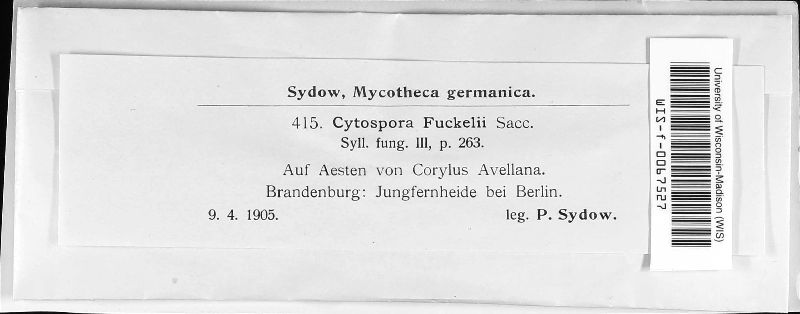 Sydow, Mycotheca germanica.
415. Cytospora Fuckelii Sacc.
Syll. fung. III, p. 263.
Auf Aesten von Corylus Avellana.
Brandenburg: Jungfernheide bei Berlin.
9. 4. 1905. leg. P. Sydow.
University of Wisconsin-Madison (WIS)
WIS-f-0067527